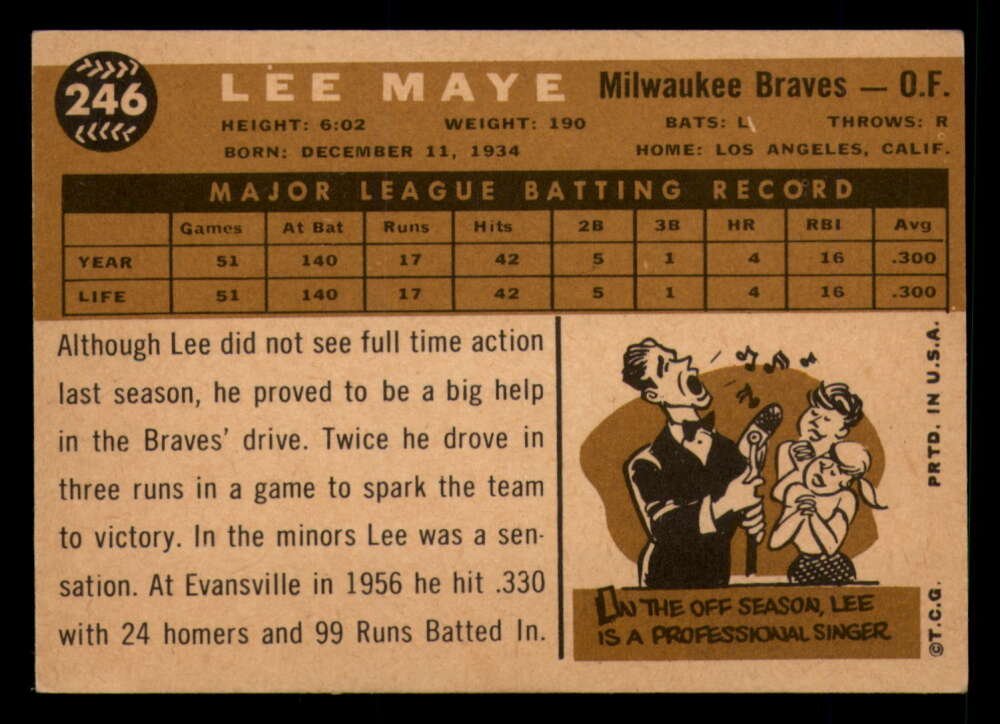 246
LEE MAYE Milwaukee Braves — O.F.
HEIGHT: 6:02 WEIGHT: 190 BATS: L THROWS: R
BORN: DECEMBER 11, 1934 HOME: LOS ANGELES, CALIF.
MAJOR LEAGUE BATTING RECORD
Games At Bat Runs Hits 2B 3B HR RBI Avg
YEAR 51 140 17 42 5 1 4 16 .300
LIFE 51 140 17 42 5 1 4 16 .300
Although Lee did not see full time action
last season, he proved to be a big help
in the Braves' drive. Twice he drove in
three runs in a game to spark the team
to victory. In the minors Lee was a sen-
sation. At Evansville in 1956 he hit .330
with 24 homers and 99 Runs Batted In.
IN THE OFF SEASON, LEE
IS A PROFESSIONAL SINGER
©T.C.G. PRTD. IN U.S.A.